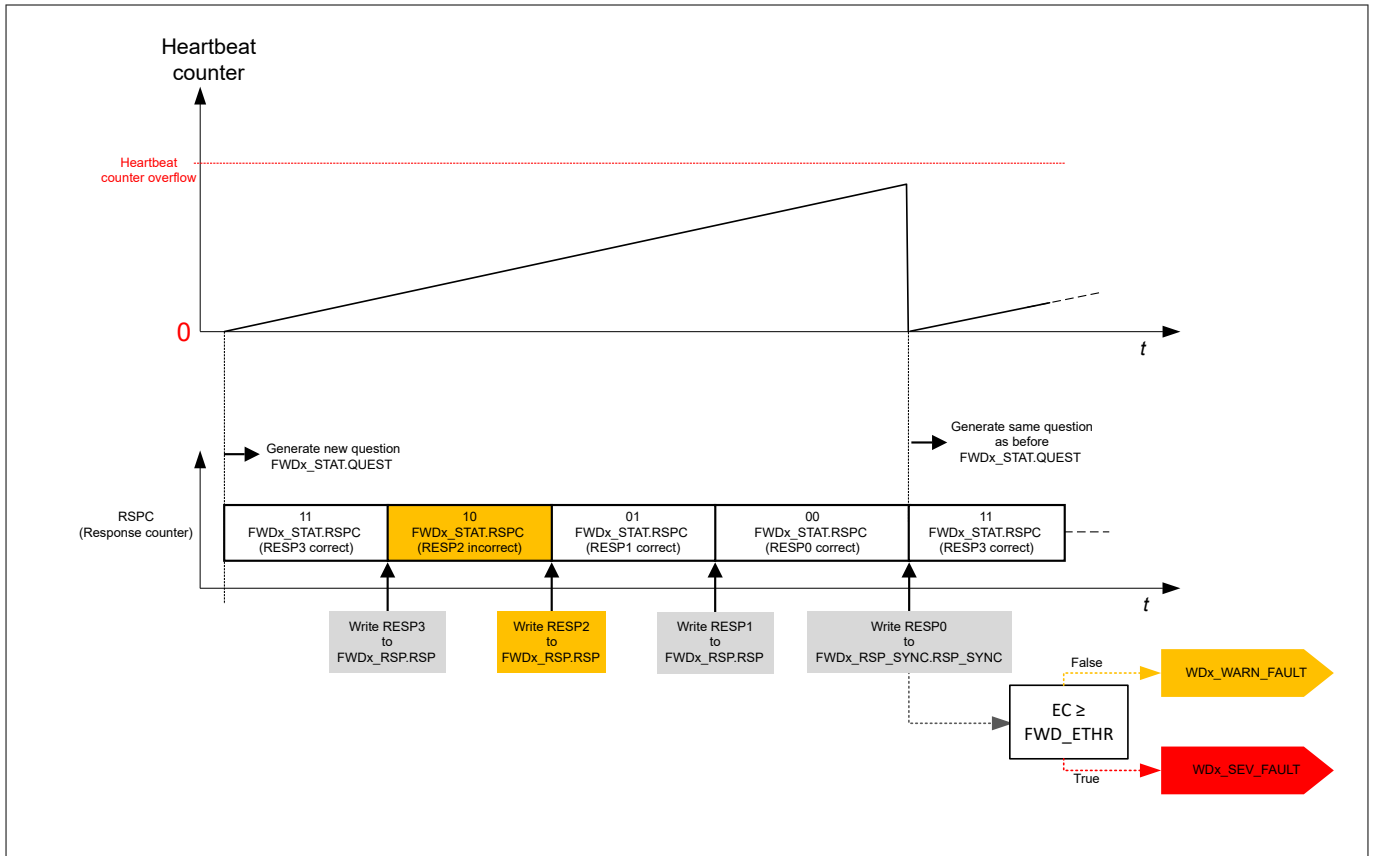 Heartbeat
counter
Heartbeat
counter overflow
0
t
Generate new question
FWDx_STAT.QUEST
Generate same question
as before
FWDx_STAT.QUEST
RSPC
(Response counter)
11
FWDx_STAT.RSPC
(RESP3 correct)
10
FWDx_STAT.RSPC
(RESP2 incorrect)
01
FWDx_STAT.RSPC
(RESP1 correct)
00
FWDx_STAT.RSPC
(RESP0 correct)
11
FWDx_STAT.RSPC
(RESP3 correct)
t
Write RESP3
to
FWDx_RSP.RSP
Write RESP2
to
FWDx_RSP.RSP
Write RESP1
to
FWDx_RSP.RSP
Write RESP0
to
FWDx_RSP_SYNC.RSP_SYNC
False
WDx_WARN_FAULT
EC ≥
FWD_ETHR
True
WDx_SEV_FAULT